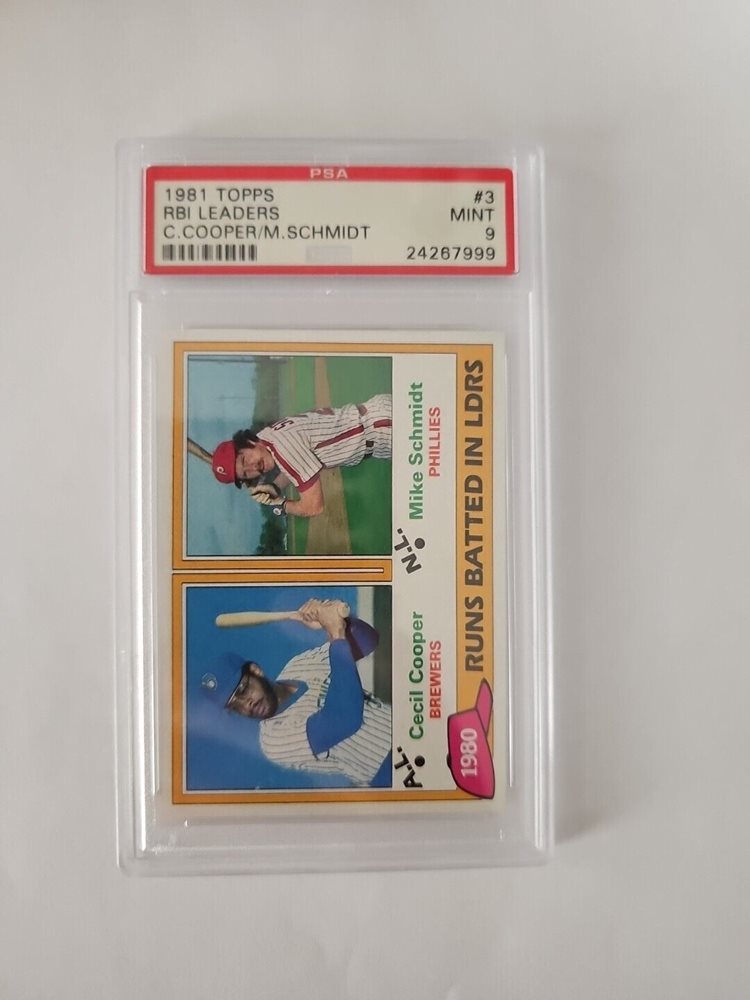 PSA
1981 TOPPS #3
RBI LEADERS MINT
C.COOPER/M.SCHMIDT 9
24267999
A.L. Cecil Cooper
BREWERS
N.L. Mike Schmidt
PHILLIES
1980 RUNS BATTED IN LDRS